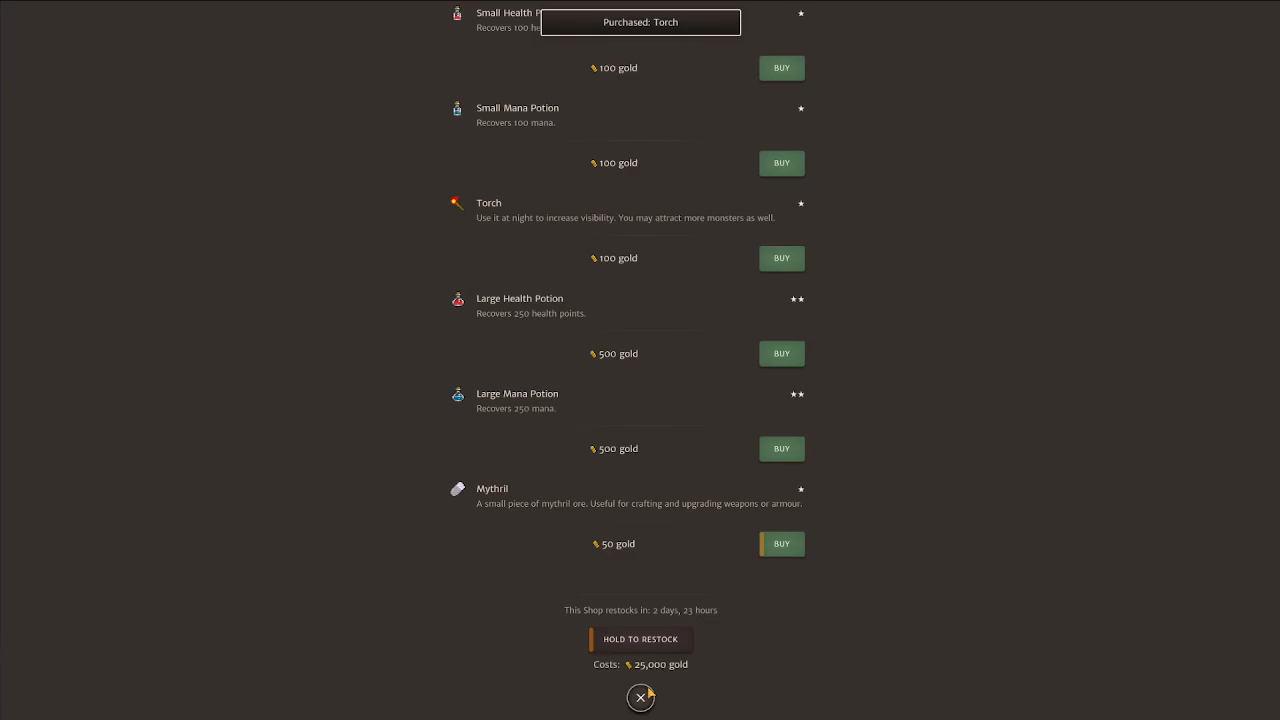 Small Health P
Purchased: Torch
Recovers 100 he
100 gold
BUY
Small Mana Potion
Recovers 100 mana.
100 gold
BUY
Torch
Use it at night to increase visibility. You may attract more monsters as well.
100 gold
BUY
Large Health Potion
Recovers 250 health points.
500 gold
BUY
Large Mana Potion
Recovers 250 mana.
500 gold
BUY
Mythril
A small piece of mythril ore. Useful for crafting and upgrading weapons or armour.
50 gold
BUY
This Shop restocks in: 2 days, 23 hours
HOLD TO RESTOCK
Costs: 25,000 gold